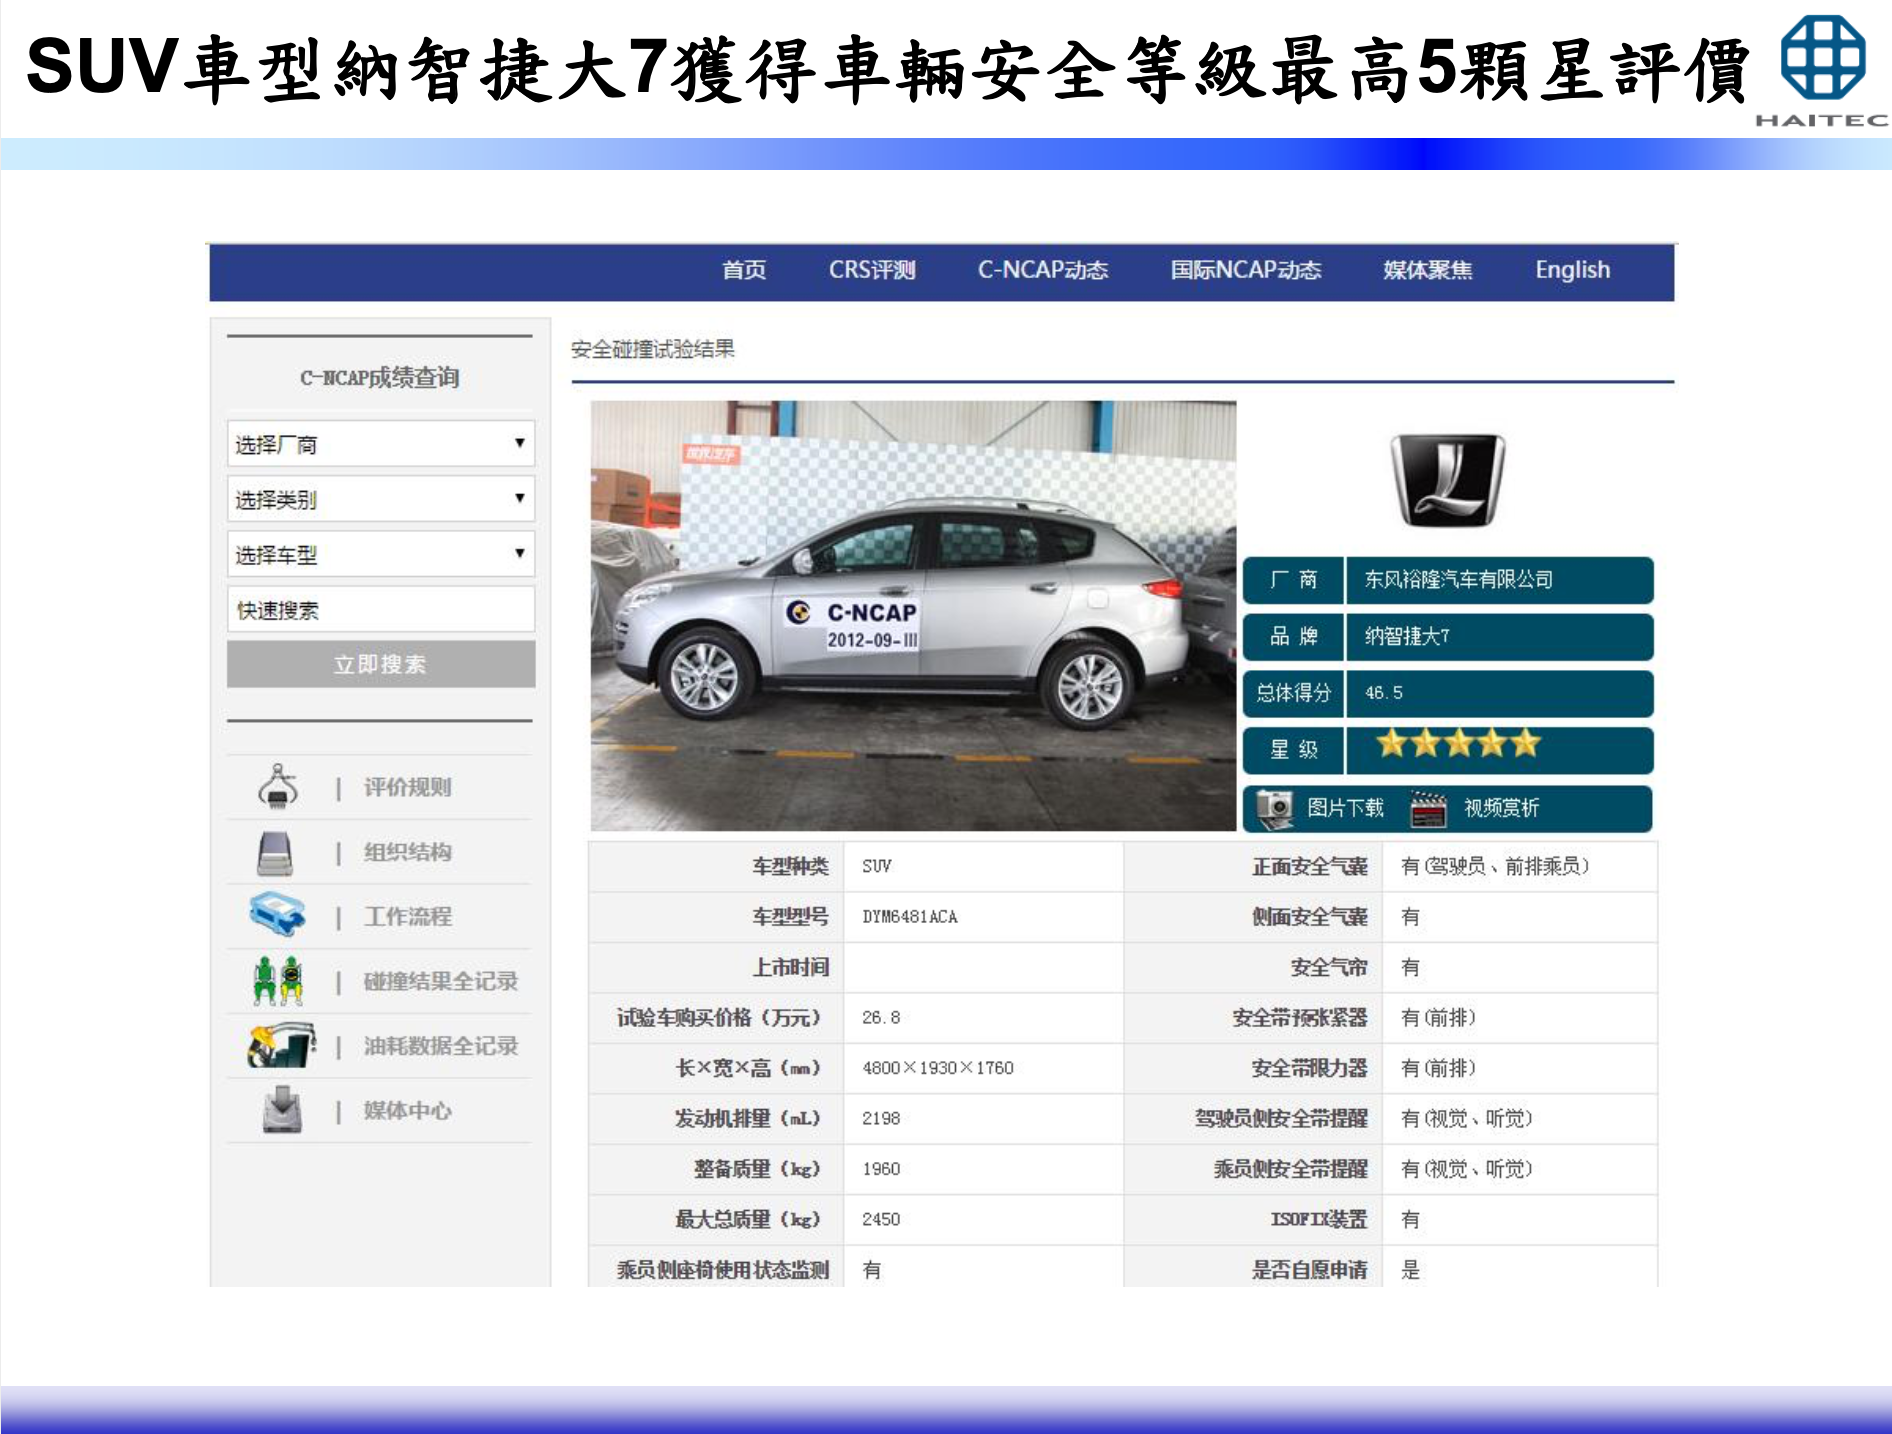 SUV車型納智捷大7獲得車輛安全等級最高5顆星評價
HAITEC
首页 CRS评测 C-NCAP动态 国际NCAP动态 媒体聚焦 English
C-NCAP成绩查询
选择厂商
选择类别
选择车型
快速搜索
立即搜索
评价规则
组织结构
工作流程
碰撞结果全记录
油耗数据全记录
媒体中心
安全碰撞试验结果
C-NCAP
2012-09-III
厂 商 东风裕隆汽车有限公司
品 牌 纳智捷大7
总体得分 46.5
星 级
图片下载 视频赏析
车型种类 SUV 正面安全气囊 有(驾驶员、前排乘员)
车型型号 DYM6481ACA 侧面安全气囊 有
上市时间 安全气帘 有
试验车购买价格（万元） 26.8 安全带预张紧器 有(前排)
长×宽×高（mm） 4800×1930×1760 安全带限力器 有(前排)
发动机排量（mL） 2198 驾驶员侧安全带提醒 有(视觉、听觉)
整备质量（kg） 1960 乘员侧安全带提醒 有(视觉、听觉)
最大总质量（kg） 2450 ISOFIX装置 有
乘员侧座椅使用状态监测 有 是否自愿申请 是